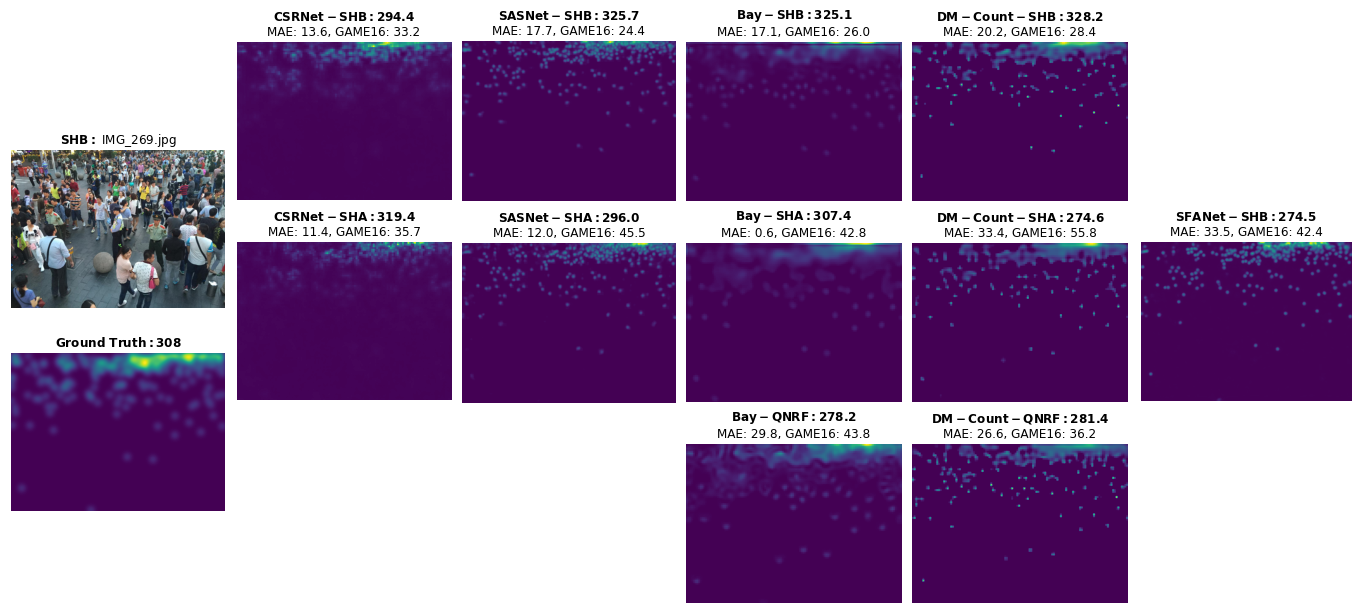 CSRNet − SHB : 294.4
MAE: 13.6, GAME16: 33.2
SASNet − SHB : 325.7
MAE: 17.7, GAME16: 24.4
Bay − SHB : 325.1
MAE: 17.1, GAME16: 26.0
DM − Count − SHB : 328.2
MAE: 20.2, GAME16: 28.4
SHB : IMG_269.jpg
CSRNet − SHA : 319.4
MAE: 11.4, GAME16: 35.7
SASNet − SHA : 296.0
MAE: 12.0, GAME16: 45.5
Bay − SHA : 307.4
MAE: 0.6, GAME16: 42.8
DM − Count − SHA : 274.6
MAE: 33.4, GAME16: 55.8
SFANet − SHB : 274.5
MAE: 33.5, GAME16: 42.4
Ground Truth : 308
Bay − QNRF : 278.2
MAE: 29.8, GAME16: 43.8
DM − Count − QNRF : 281.4
MAE: 26.6, GAME16: 36.2